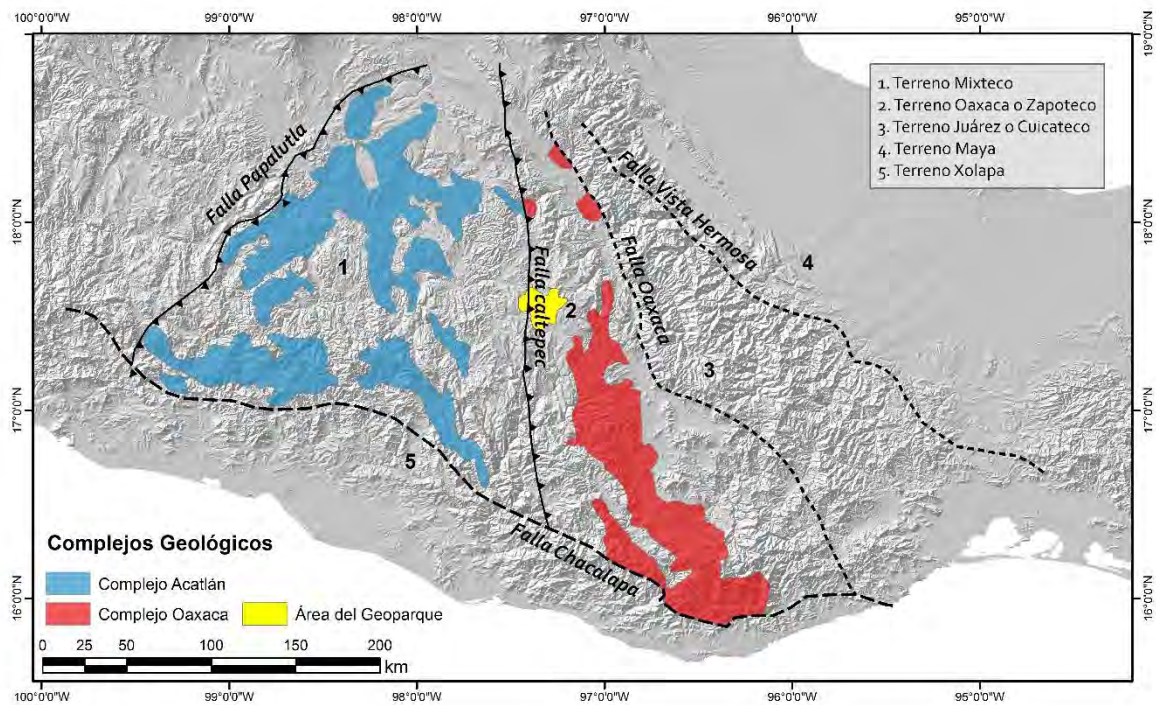 100°0'0"W 99°0'0"W 98°0'0"W 97°0'0"W 96°0'0"W 95°0'0"W
19°0'0"N
18°0'0"N 18°0'0"N
17°0'0"N 17°0'0"N
16°0'0"N 16°0'0"N
1. Terreno Mixteco
2. Terreno Oaxaca o Zapoteco
3. Terreno Juárez o Cuicateco
4. Terreno Maya
5. Terreno Xolapa
Falla Papalutla
Falla Vista Hermosa
Falla caltepec
Falla Oaxaca
Falla Chacalapa
1
2
3
4
5
Complejos Geológicos
Complejo Acatlán
Complejo Oaxaca
Área del Geoparque
0 25 50 100 150 200
km
100°0'0"W 99°0'0"W 98°0'0"W 97°0'0"W 96°0'0"W 95°0'0"W